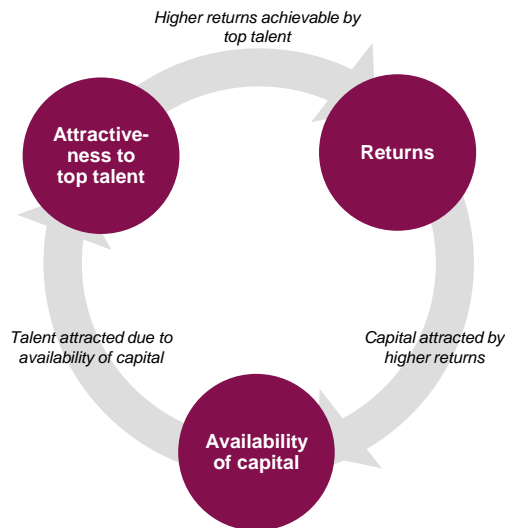 Higher returns achievable by
top talent
Attractive-
ness to
top talent
Returns
Talent attracted due to
availability of capital
Capital attracted by
higher returns
Availability
of capital